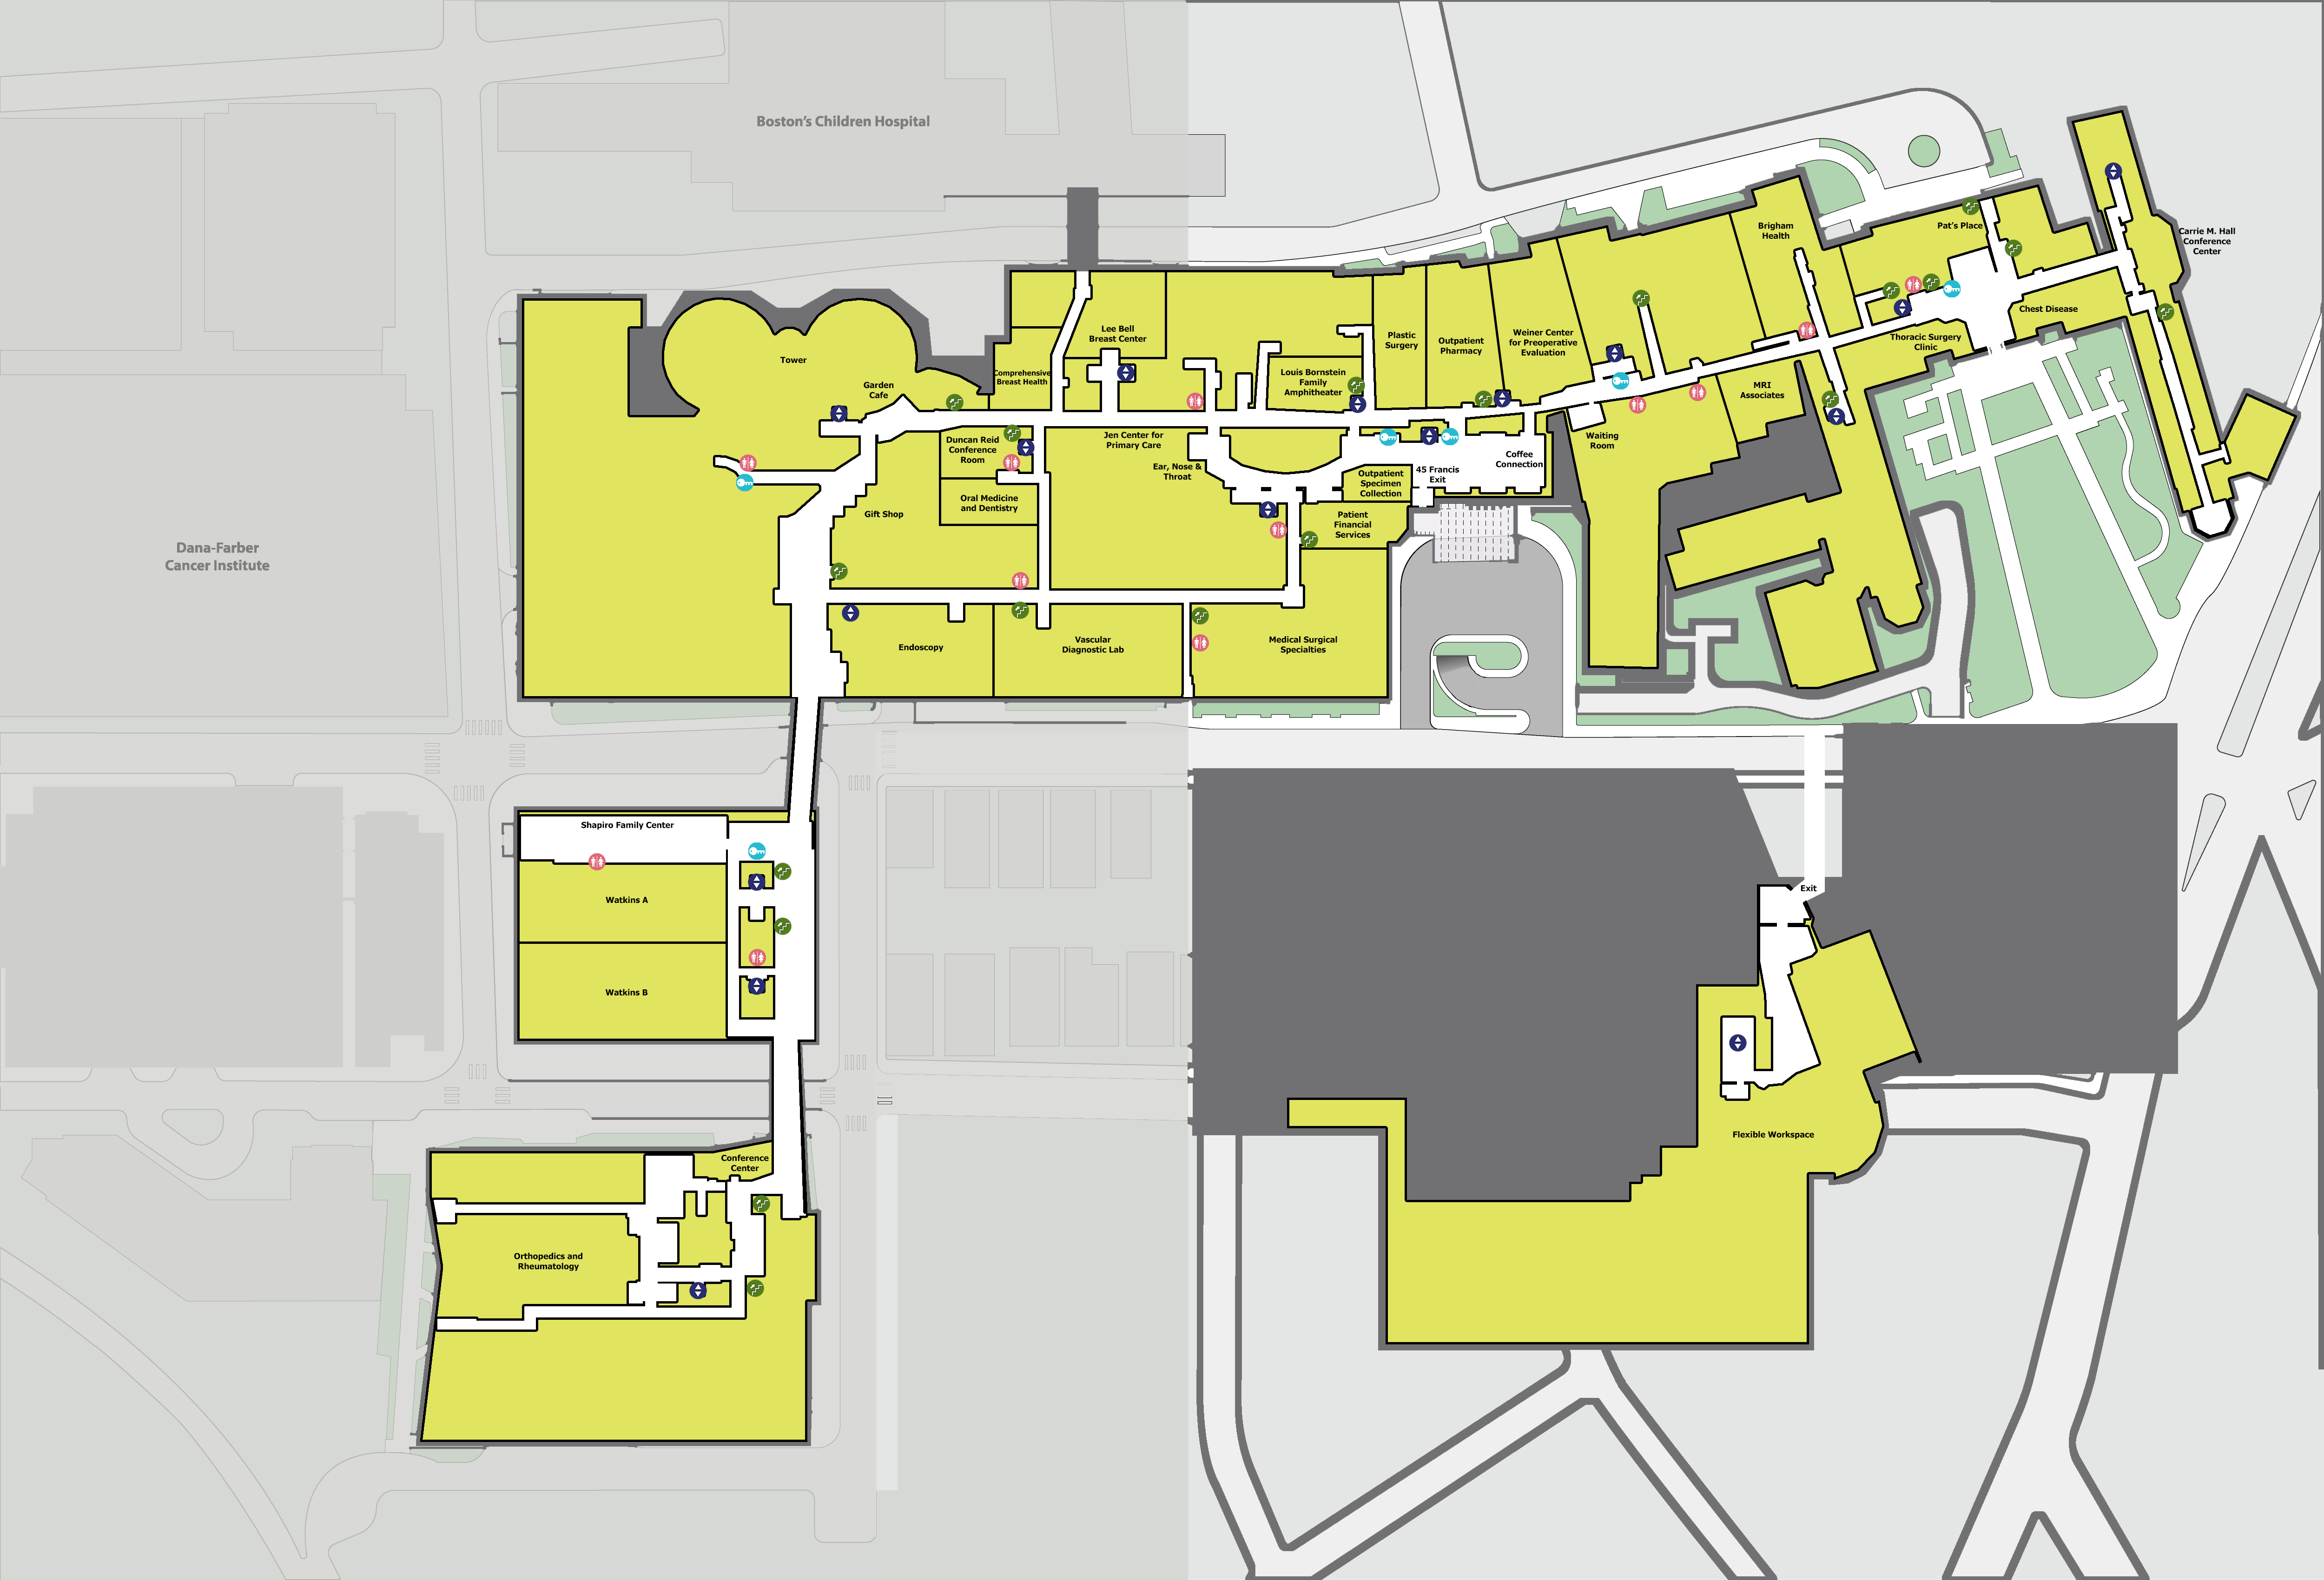 Boston's Children Hospital
Dana-Farber
Cancer Institute
Tower
Garden
Cafe
Comprehensive
Breast Health
Lee Bell
Breast Center
Louis Bornstein
Family
Amphitheater
Plastic
Surgery
Outpatient
Pharmacy
Weiner Center
for Preoperative
Evaluation
Brigham
Health
Pat's Place
Carrie M. Hall
Conference
Center
Chest Disease
Thoracic Surgery
Clinic
MRI
Associates
Waiting
Room
Duncan Reid
Conference
Room
Oral Medicine
and Dentistry
Gift Shop
Jen Center for
Primary Care
Ear, Nose &
Throat
Outpatient
Specimen
Collection
45 Francis
Exit
Coffee
Connection
Patient
Financial
Services
Endoscopy
Vascular
Diagnostic Lab
Medical Surgical
Specialties
Shapiro Family Center
Watkins A
Watkins B
Exit
Flexible Workspace
Conference
Center
Orthopedics and
Rheumatology